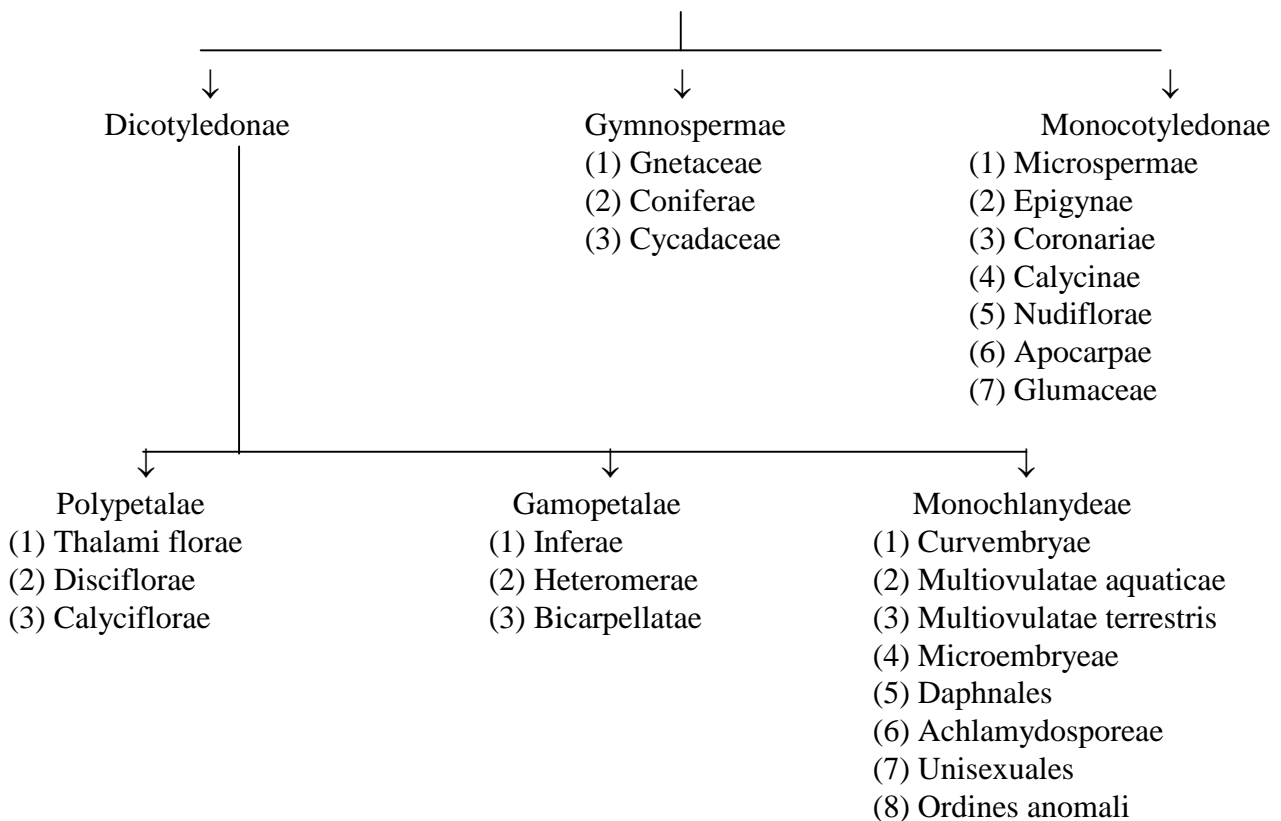 Dicotyledonae
Gymnospermae
(1) Gnetaceae
(2) Coniferae
(3) Cycadaceae
Monocotyledonae
(1) Microspermae
(2) Epigynae
(3) Coronariae
(4) Calycinae
(5) Nudiflorae
(6) Apocarpae
(7) Glumaceae
Polypetalae
(1) Thalami florae
(2) Disciflorae
(3) Calyciflorae
Gamopetalae
(1) Inferae
(2) Heteromerae
(3) Bicarpellatae
Monochlanydeae
(1) Curvembryae
(2) Multiovulatae aquaticae
(3) Multiovulatae terrestris
(4) Microembryeae
(5) Daphnales
(6) Achlamydosporeae
(7) Unisexuales
(8) Ordines anomali